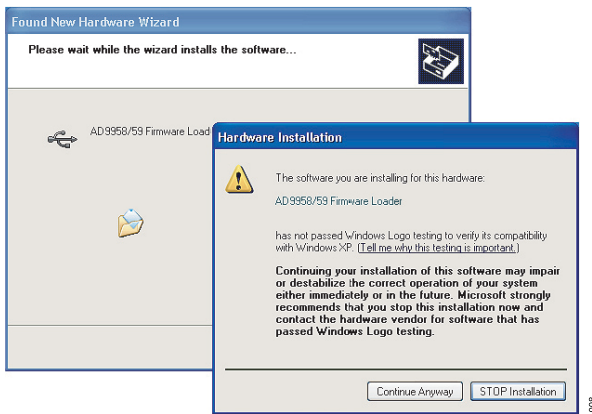 Found New Hardware Wizard
Please wait while the wizard installs the software...
AD9958/59 Firmware Load
Hardware Installation
The software you are installing for this hardware:
AD9958/59 Firmware Loader
has not passed Windows Logo testing to verify its compatibility
with Windows XP. (Tell me why this testing is important.)
Continuing your installation of this software may impair
or destabilize the correct operation of your system
either immediately or in the future. Microsoft strongly
recommends that you stop this installation now and
contact the hardware vendor for software that has
passed Windows Logo testing.
Continue Anyway
STOP Installation